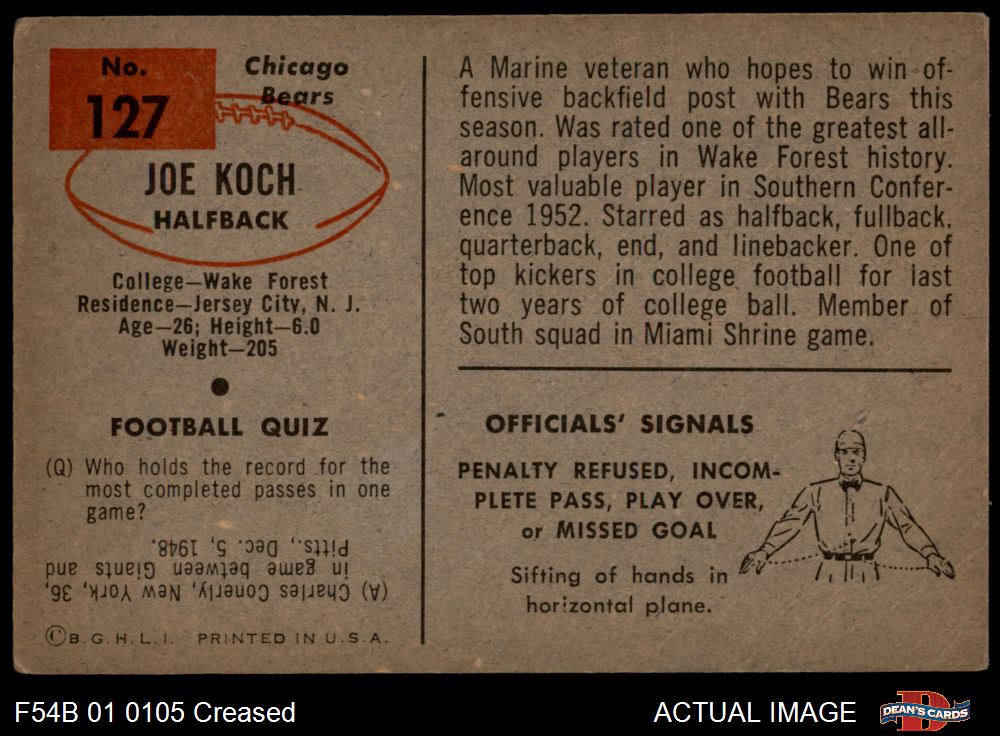 No.
127
Chicago
Bears
JOE KOCH
HALFBACK
College—Wake Forest
Residence—Jersey City, N. J.
Age—26; Height—6.0
Weight—205
FOOTBALL QUIZ
(Q) Who holds the record for the
most completed passes in one
game?
(A) Charles Conerly, New York, 36,
in game between Giants and
Pitts., Dec. 5, 1948.
©B.G.H.L.I. PRINTED IN U.S.A.
A Marine veteran who hopes to win of-
fensive backfield post with Bears this
season. Was rated one of the greatest all-
around players in Wake Forest history.
Most valuable player in Southern Confer-
ence 1952. Starred as halfback, fullback,
quarterback, end, and linebacker. One of
top kickers in college football for last
two years of college ball. Member of
South squad in Miami Shrine game.
OFFICIALS' SIGNALS
PENALTY REFUSED, INCOM-
PLETE PASS, PLAY OVER,
or MISSED GOAL
Sifting of hands in
horizontal plane.
F54B 01 0105 Creased
ACTUAL IMAGE
D
DEAN'S CARDS